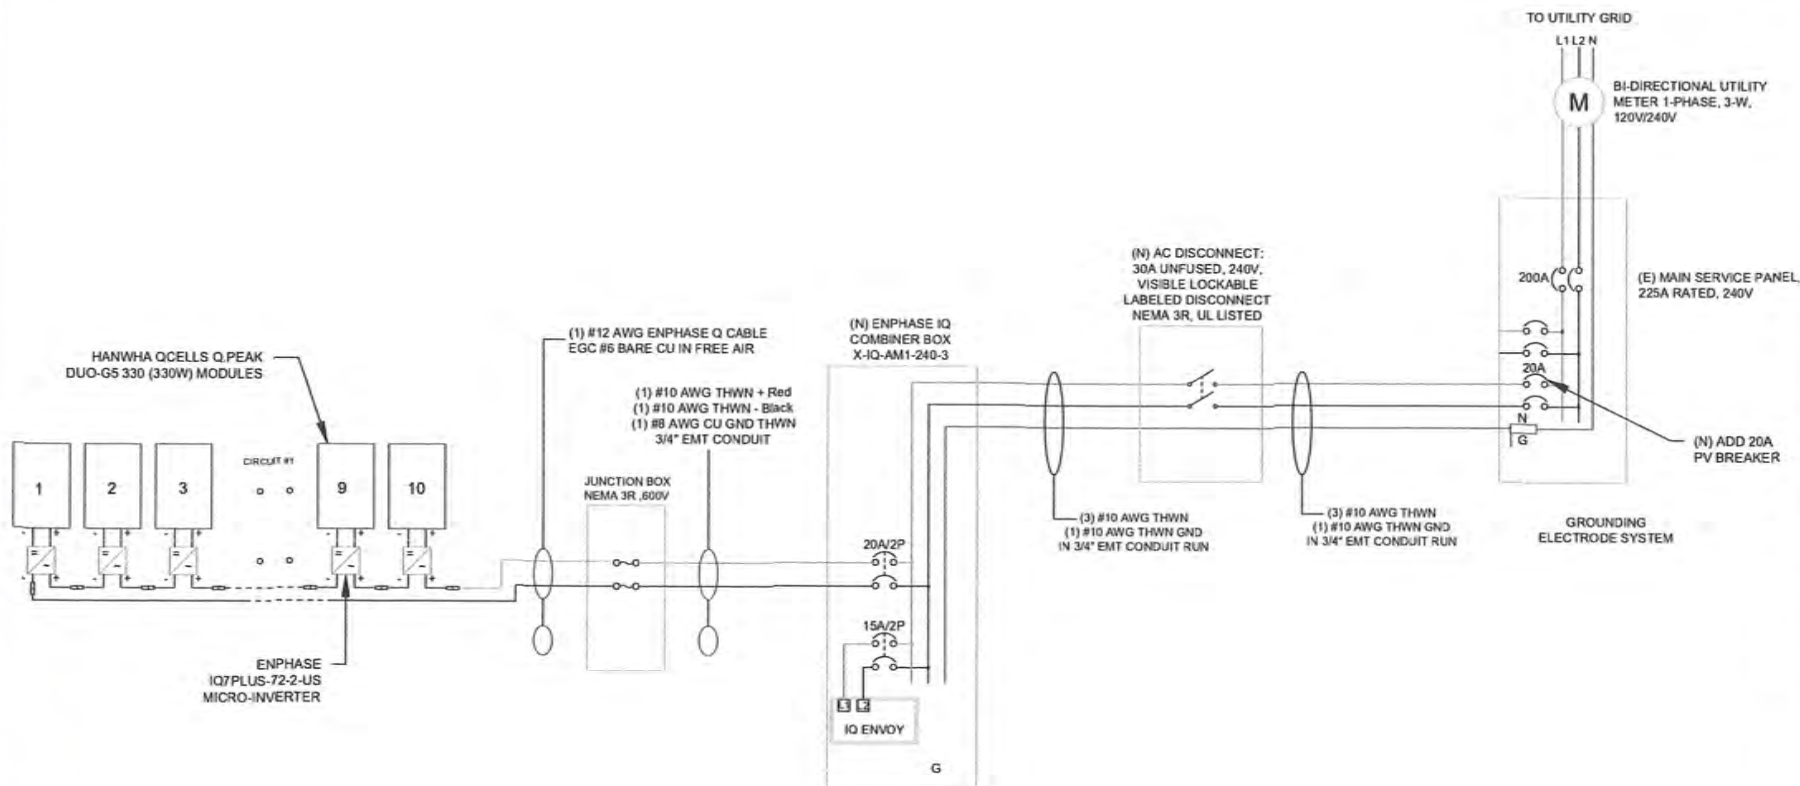 TO UTILITY GRID
L1 L2 N
M
BI-DIRECTIONAL UTILITY
METER 1-PHASE, 3-W,
120V/240V
200A
(E) MAIN SERVICE PANEL,
225A RATED, 240V
20A
N
G
(N) ADD 20A
PV BREAKER
GROUNDING
ELECTRODE SYSTEM
(N) AC DISCONNECT:
30A UNFUSED, 240V,
VISIBLE LOCKABLE
LABELED DISCONNECT
NEMA 3R, UL LISTED
(3) #10 AWG THWN
(1) #10 AWG THWN GND
IN 3/4" EMT CONDUIT RUN
(3) #10 AWG THWN
(1) #10 AWG THWN GND
IN 3/4" EMT CONDUIT RUN
(N) ENPHASE IQ
COMBINER BOX
X-IQ-AM1-240-3
20A/2P
15A/2P
L1 L2
IQ ENVOY
G
(1) #12 AWG ENPHASE Q CABLE
EGC #6 BARE CU IN FREE AIR
(1) #10 AWG THWN + Red
(1) #10 AWG THWN - Black
(1) #8 AWG CU GND THWN
3/4" EMT CONDUIT
JUNCTION BOX
NEMA 3R ,600V
HANWHA QCELLS Q.PEAK
DUO-G5 330 (330W) MODULES
CIRCUIT #1
1 2 3 9 10
- + - + - + - + - +
- + - + - + - + - +
ENPHASE
IQ7PLUS-72-2-US
MICRO-INVERTER